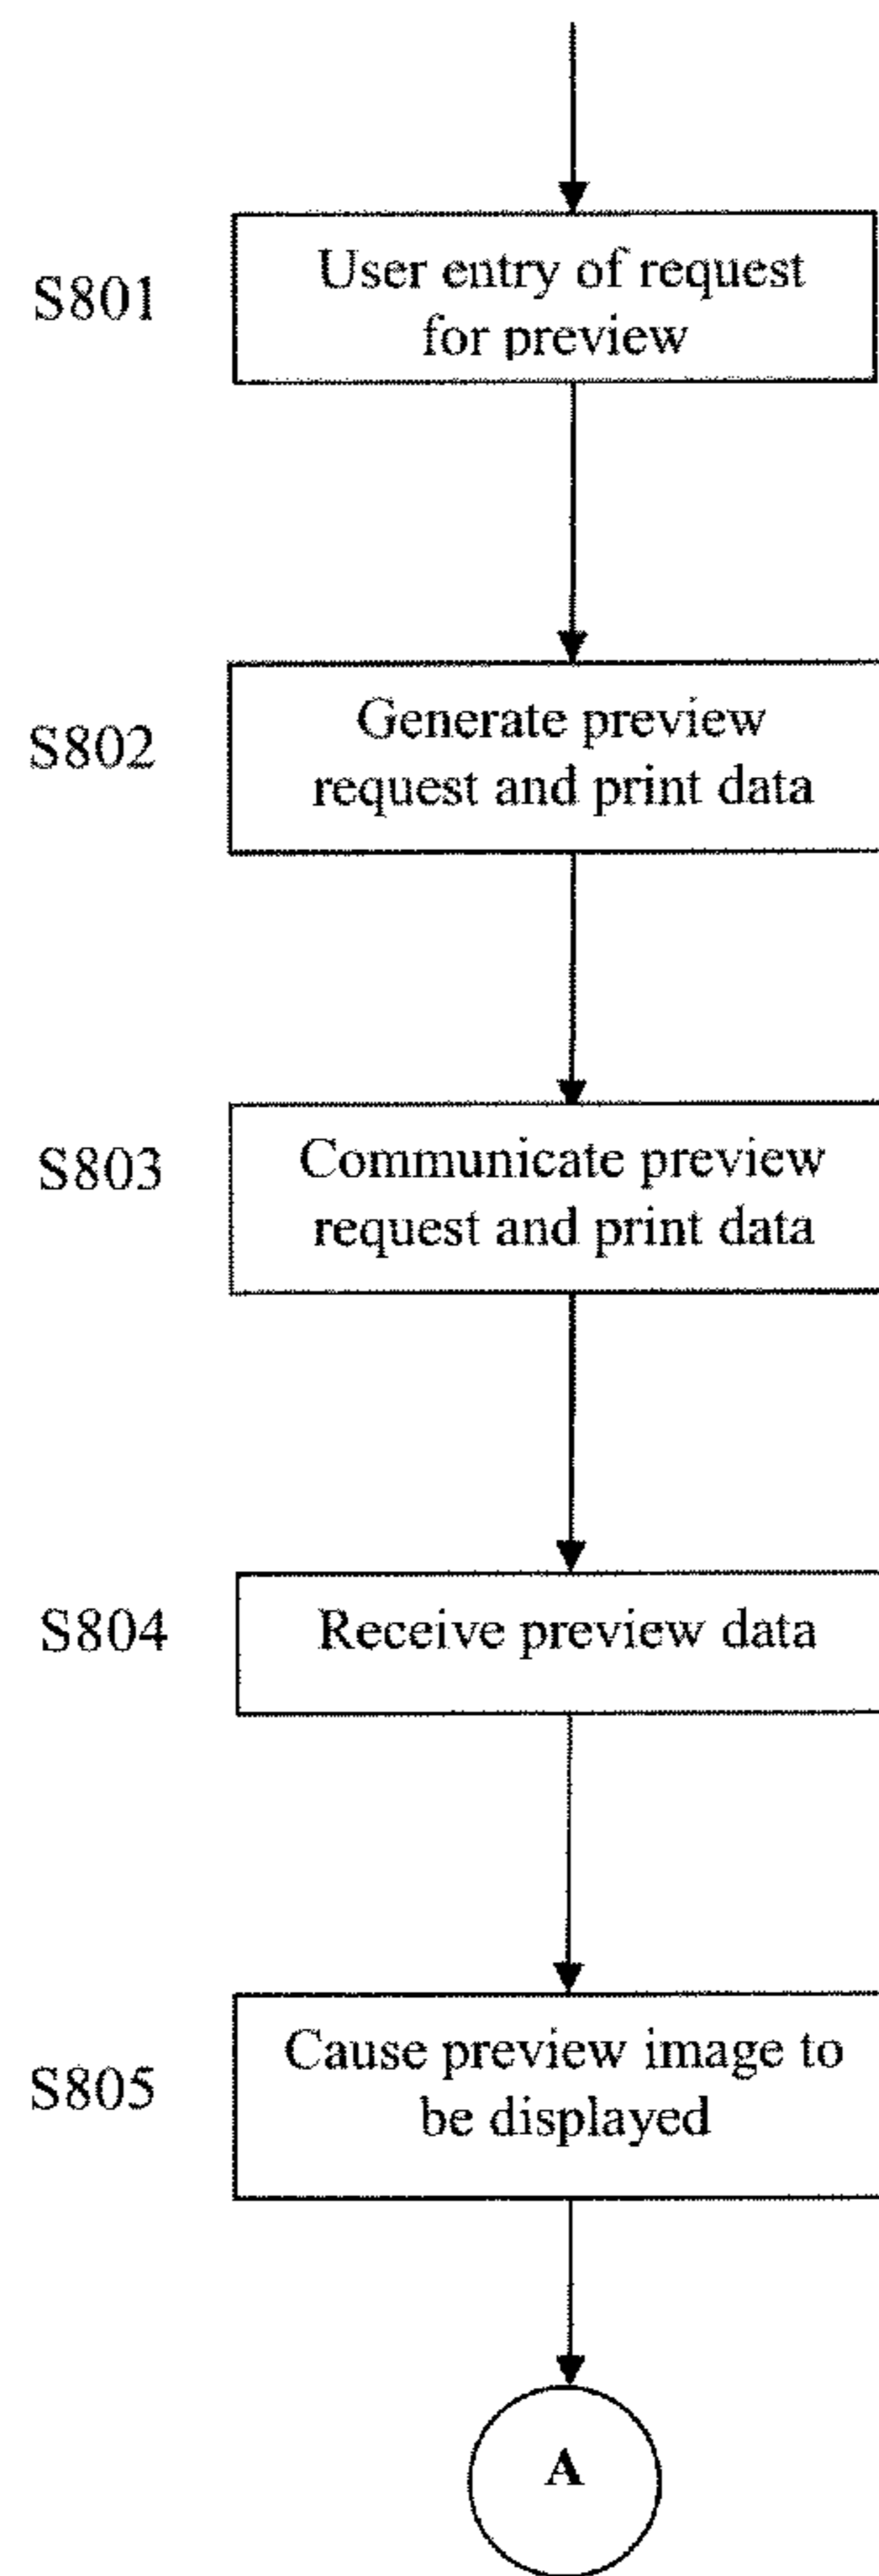 S801
User entry of request
for preview
S802
Generate preview
request and print data
S803
Communicate preview
request and print data
S804
Receive preview data
S805
Cause preview image to
be displayed
A